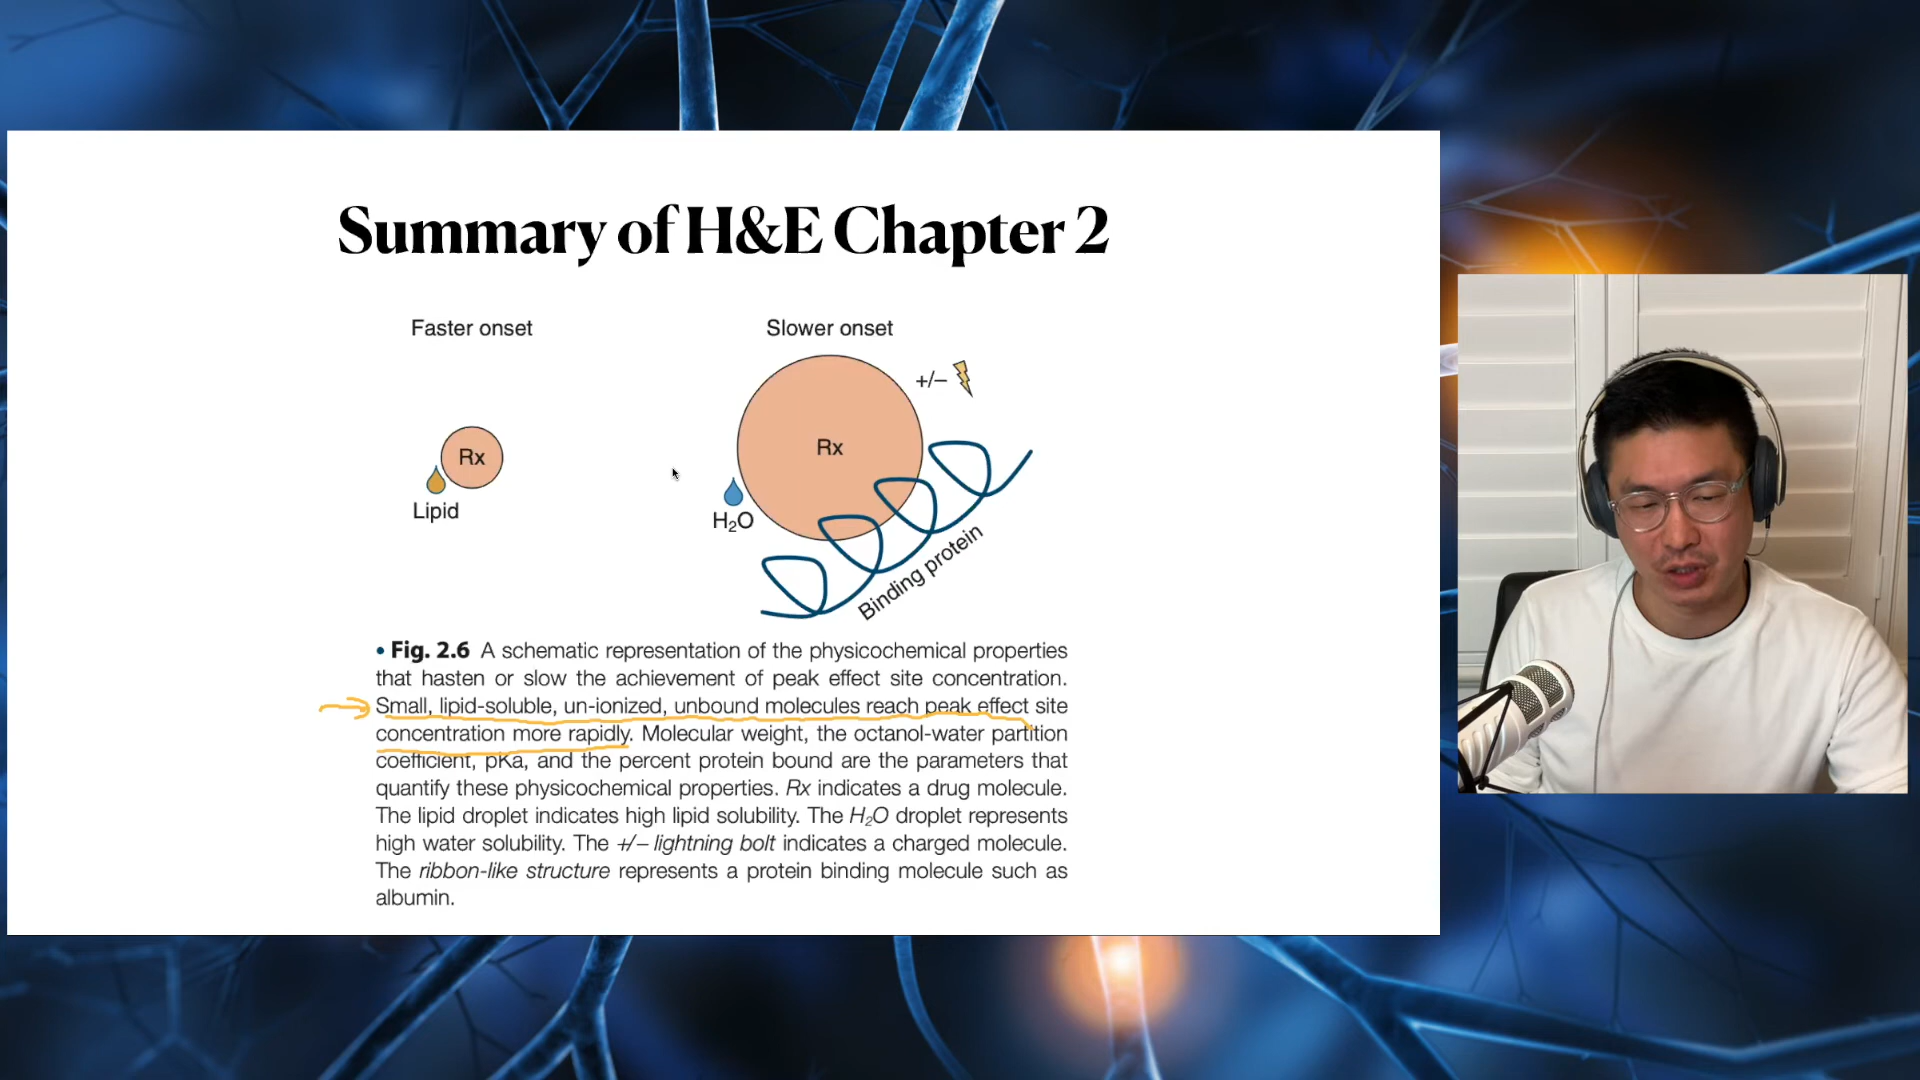 Summary of H&E Chapter 2
Faster onset
Slower onset
+/–
Rx
Rx
Lipid
H₂O
Binding protein
• Fig. 2.6 A schematic representation of the physicochemical properties
that hasten or slow the achievement of peak effect site concentration.
Small, lipid-soluble, un-ionized, unbound molecules reach peak effect site
concentration more rapidly. Molecular weight, the octanol-water partition
coefficient, pKa, and the percent protein bound are the parameters that
quantify these physicochemical properties. Rx indicates a drug molecule.
The lipid droplet indicates high lipid solubility. The H₂O droplet represents
high water solubility. The +/– lightning bolt indicates a charged molecule.
The ribbon-like structure represents a protein binding molecule such as
albumin.